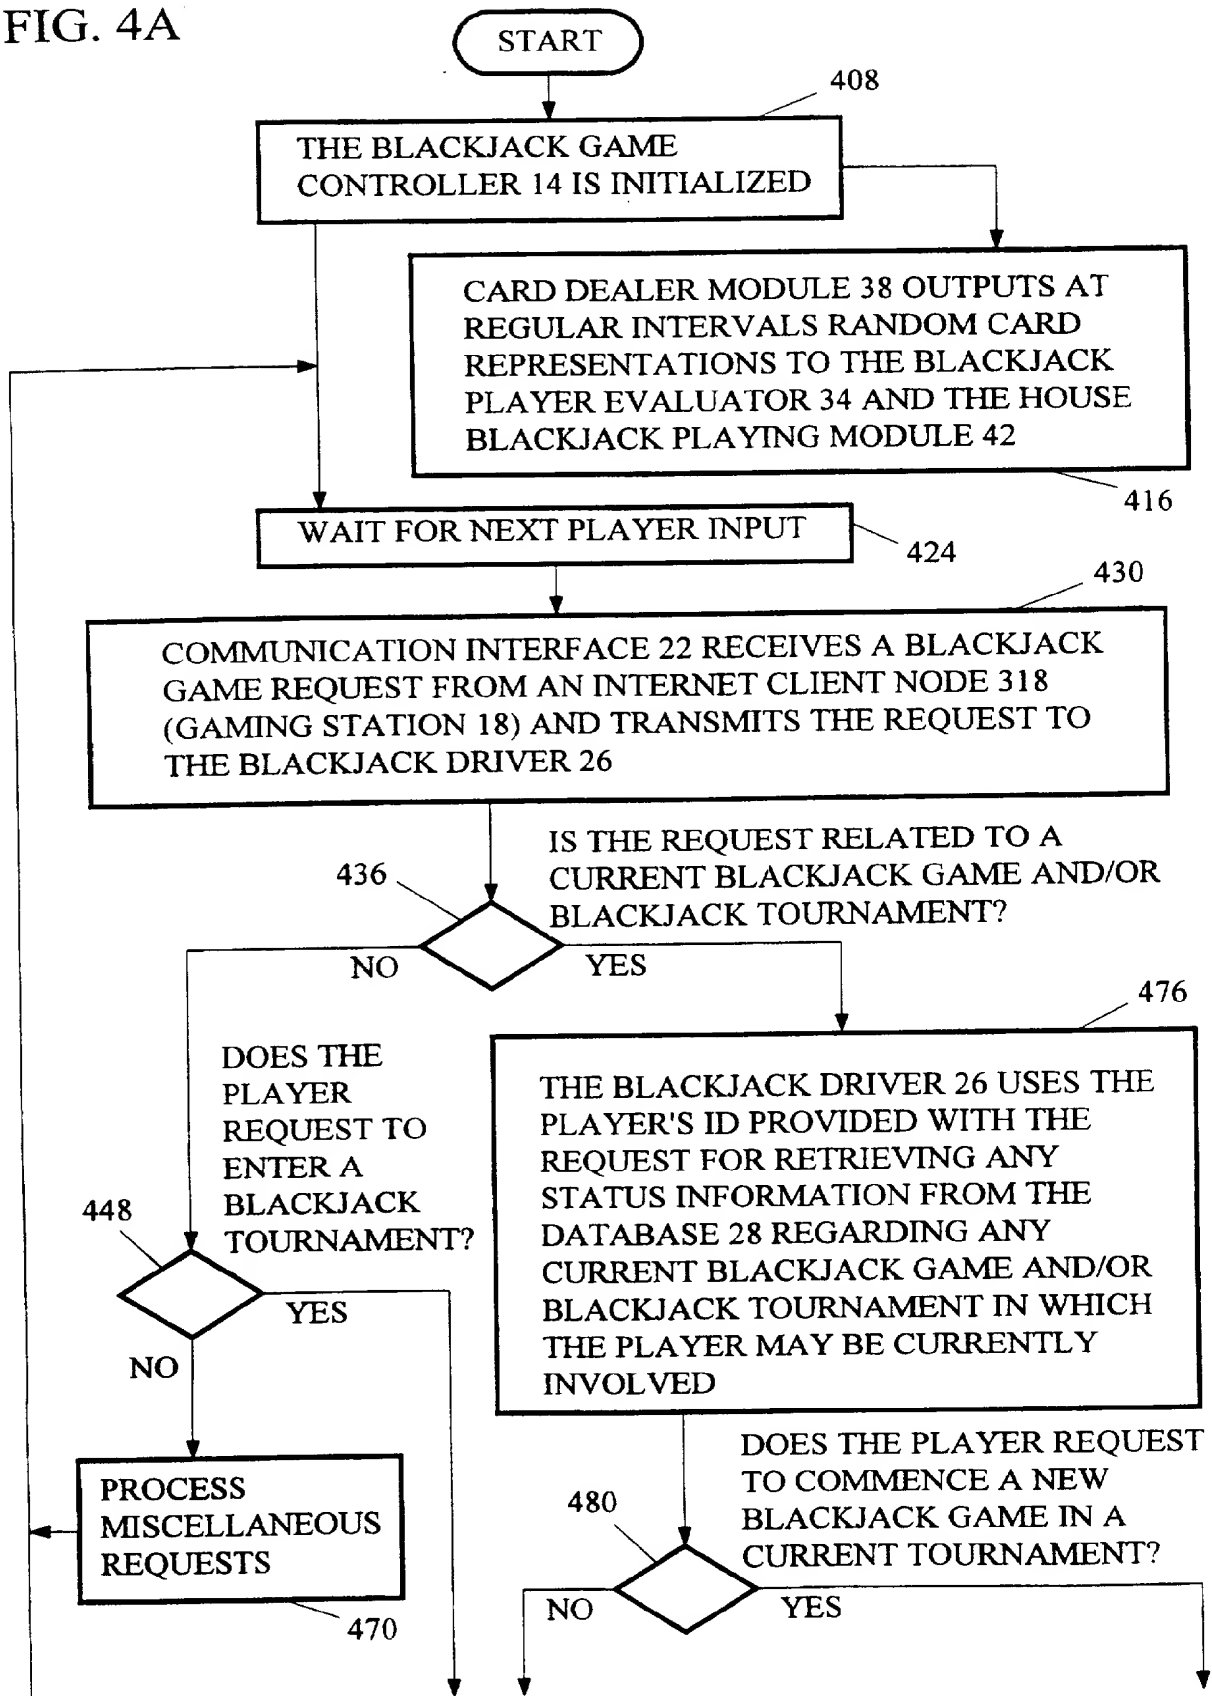 FIG. 4A
START
408
THE BLACKJACK GAME
CONTROLLER 14 IS INITIALIZED
CARD DEALER MODULE 38 OUTPUTS AT
REGULAR INTERVALS RANDOM CARD
REPRESENTATIONS TO THE BLACKJACK
PLAYER EVALUATOR 34 AND THE HOUSE
BLACKJACK PLAYING MODULE 42
416
WAIT FOR NEXT PLAYER INPUT
424
430
COMMUNICATION INTERFACE 22 RECEIVES A BLACKJACK
GAME REQUEST FROM AN INTERNET CLIENT NODE 318
(GAMING STATION 18) AND TRANSMITS THE REQUEST TO
THE BLACKJACK DRIVER 26
IS THE REQUEST RELATED TO A
CURRENT BLACKJACK GAME AND/OR
BLACKJACK TOURNAMENT?
436
NO
YES
476
DOES THE
PLAYER
REQUEST TO
ENTER A
BLACKJACK
TOURNAMENT?
448
YES
NO
THE BLACKJACK DRIVER 26 USES THE
PLAYER'S ID PROVIDED WITH THE
REQUEST FOR RETRIEVING ANY
STATUS INFORMATION FROM THE
DATABASE 28 REGARDING ANY
CURRENT BLACKJACK GAME AND/OR
BLACKJACK TOURNAMENT IN WHICH
THE PLAYER MAY BE CURRENTLY
INVOLVED
PROCESS
MISCELLANEOUS
REQUESTS
470
DOES THE PLAYER REQUEST
TO COMMENCE A NEW
BLACKJACK GAME IN A
CURRENT TOURNAMENT?
480
NO
YES